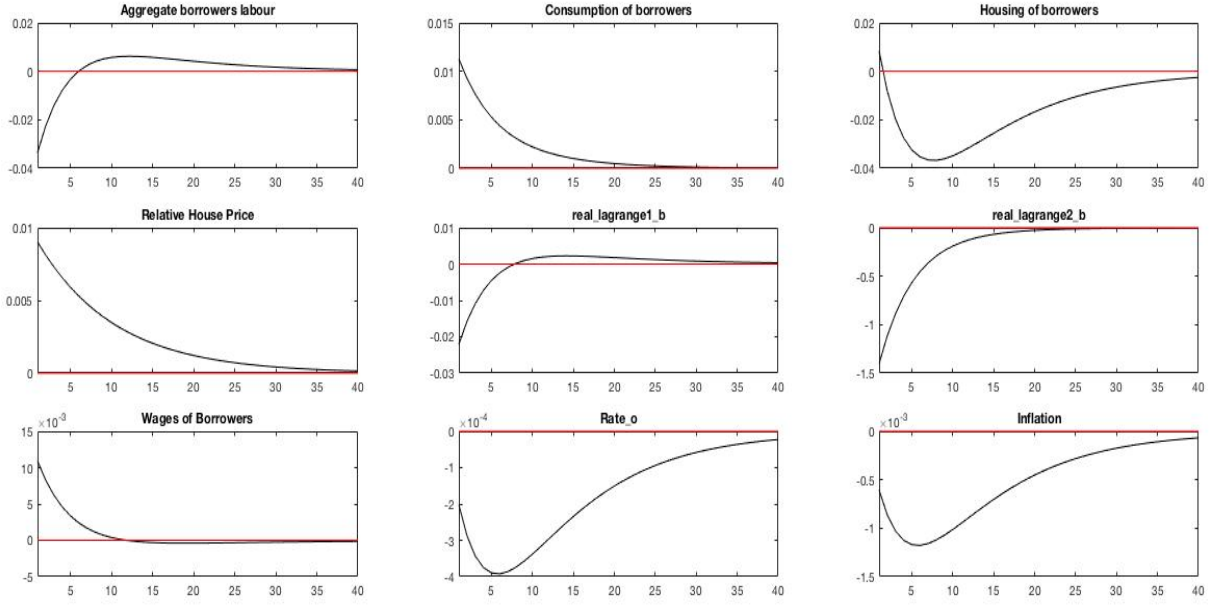 Aggregate borrowers labour
0.02
0
-0.02
-0.04
5 10 15 20 25 30 35 40
Consumption of borrowers
0.015
0.01
0.005
0
5 10 15 20 25 30 35 40
Housing of borrowers
0.02
0
-0.02
-0.04
5 10 15 20 25 30 35 40
Relative House Price
0.01
0.005
0
5 10 15 20 25 30 35 40
real_lagrange1_b
0.01
0
-0.01
-0.02
-0.03
5 10 15 20 25 30 35 40
real_lagrange2_b
0
-0.5
-1
-1.5
5 10 15 20 25 30 35 40
Wages of Borrowers
×10-3
15
10
5
0
-5
5 10 15 20 25 30 35 40
Rate_o
×10-4
0
-1
-2
-3
-4
5 10 15 20 25 30 35 40
Inflation
×10-3
0
-0.5
-1
-1.5
5 10 15 20 25 30 35 40